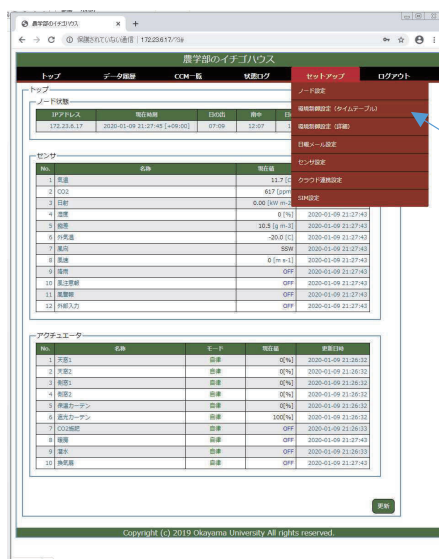 農学部のイチゴハウス
保護されていない通信 172.23.6.17/?lja
農学部のイチゴハウス
トップ データ履歴 CCM一覧 状態ログ セットアップ ログアウト
トップ
ノード設定
環境制御設定(タイムテーブル)
環境制御設定(詳細)
日報メール設定
センサ設定
クラウド連携設定
SIM設定
ノード状態
IPアドレス 現在時刻 日の出 南中
172.23.6.17 2020-01-09 21:27:45 [+09:00] 07:09 12:07
センサ
No. 名称 現在値
1 気温 11.7 [C
2 CO2 617 [ppm
3 日射 0.00 [kW m-2
4 湿度 0 [%] 2020-01-09 21:27:43
5 飽差 10.5 [g m-3] 2020-01-09 21:27:43
6 外気温 -20.0 [C] 2020-01-09 21:27:43
7 風向 SSW 2020-01-09 21:27:43
8 風速 0 [m s-1] 2020-01-09 21:27:43
9 降雨 OFF 2020-01-09 21:27:43
10 風注意報 OFF 2020-01-09 21:27:43
11 風警報 OFF 2020-01-09 21:27:43
12 外部入力 OFF 2020-01-09 21:27:43
アクチュエータ
No. 名称 モード 現在値 更新日時
1 天窓1 自律 0[%] 2020-01-09 21:26:32
2 天窓2 自律 0[%] 2020-01-09 21:26:32
3 側窓1 自律 0[%] 2020-01-09 21:26:32
4 側窓2 自律 0[%] 2020-01-09 21:26:32
5 保温カーテン 自律 0[%] 2020-01-09 21:26:32
6 遮光カーテン 自律 100[%] 2020-01-09 21:26:32
7 CO2施肥 自律 OFF 2020-01-09 21:26:33
8 暖房 自律 OFF 2020-01-09 21:27:43
9 灌水 自律 OFF 2020-01-09 21:26:33
10 換気扇 自律 OFF 2020-01-09 21:27:43
更新
Copyright (c) 2019 Okayama University All rights reserved.